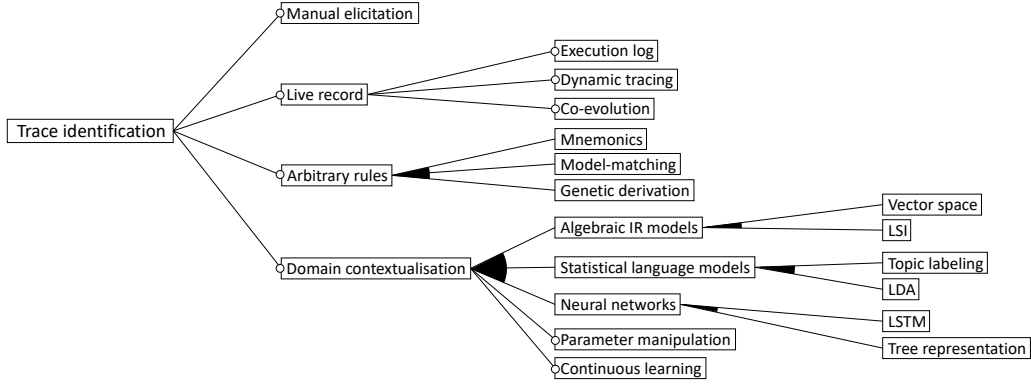 Trace identification
Manual elicitation
Live record
Execution log
Dynamic tracing
Co-evolution
Arbitrary rules
Mnemonics
Model-matching
Genetic derivation
Domain contextualisation
Algebraic IR models
Vector space
LSI
Statistical language models
Topic labeling
LDA
Neural networks
LSTM
Tree representation
Parameter manipulation
Continuous learning